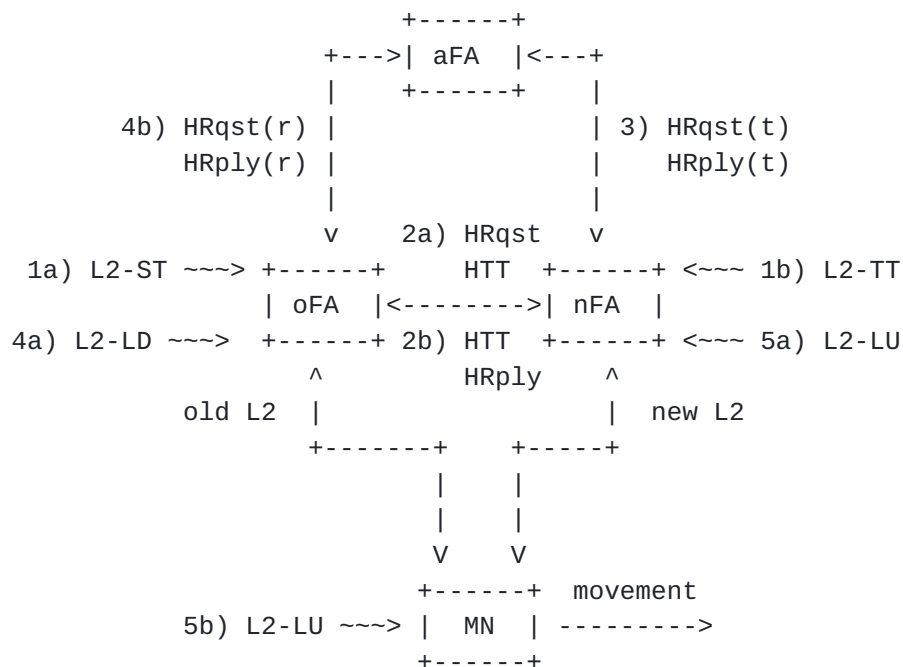 +------+
                    +--->| aFA  |<---+
                    |    +------+    |
       4b) HRqst(r) |                | 3) HRqst(t)
           HRply(r) |                |    HRply(t)
                    |                |
                    v    2a) HRqst   v
 1a) L2-ST ~~~> +------+     HTT  +------+ <~~~ 1b) L2-TT
                | oFA  |<-------->| nFA  |
4a) L2-LD ~~~>  +------+ 2b) HTT  +------+ <~~~ 5a) L2-LU
                   ^         HRply    ^
           old L2  |                  |  new L2
                   +-------+    +-----+
                           |    |
                           |    |
                           V    V
                          +------+  movement
           5b) L2-LU ~~~> |  MN  | --------->
                          +------+